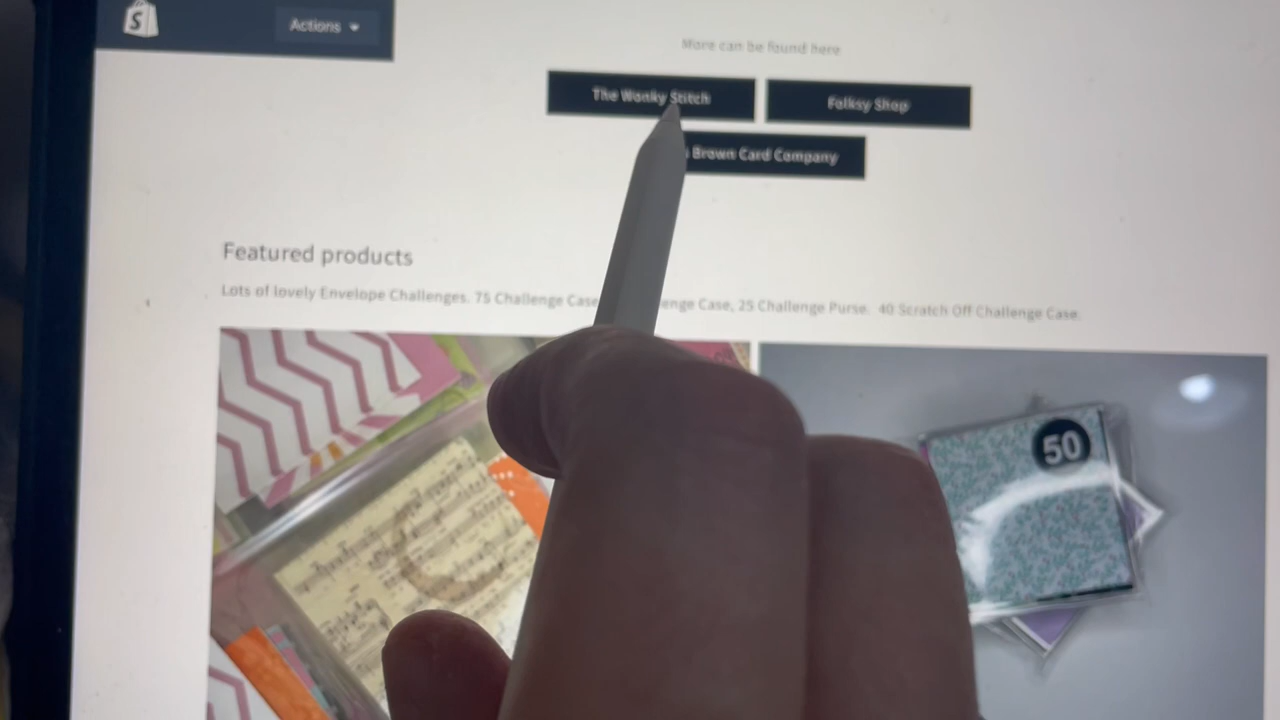 Actions
More can be found here
The Wonky Stitch
Folksy Shop
Brown Card Company
Featured products
Lots of lovely Envelope Challenges. 75 Challenge Case enge Case, 25 Challenge Purse. 40 Scratch Off Challenge Case.
50